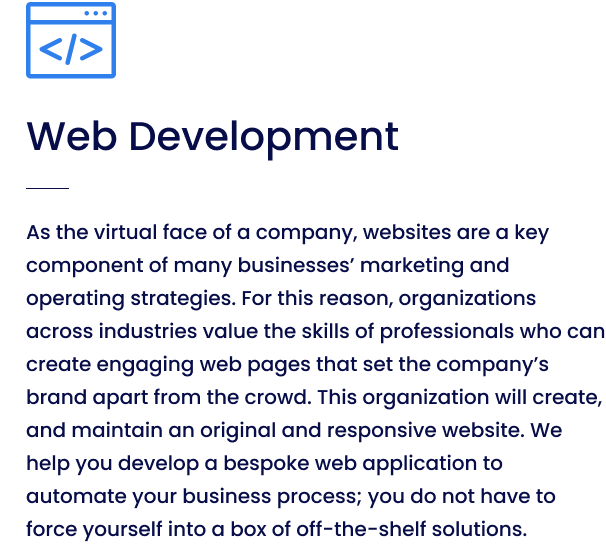 </>
Web Development
As the virtual face of a company, websites are a key
component of many businesses’ marketing and
operating strategies. For this reason, organizations
across industries value the skills of professionals who can
create engaging web pages that set the company’s
brand apart from the crowd. This organization will create,
and maintain an original and responsive website. We
help you develop a bespoke web application to
automate your business process; you do not have to
force yourself into a box of off-the-shelf solutions.